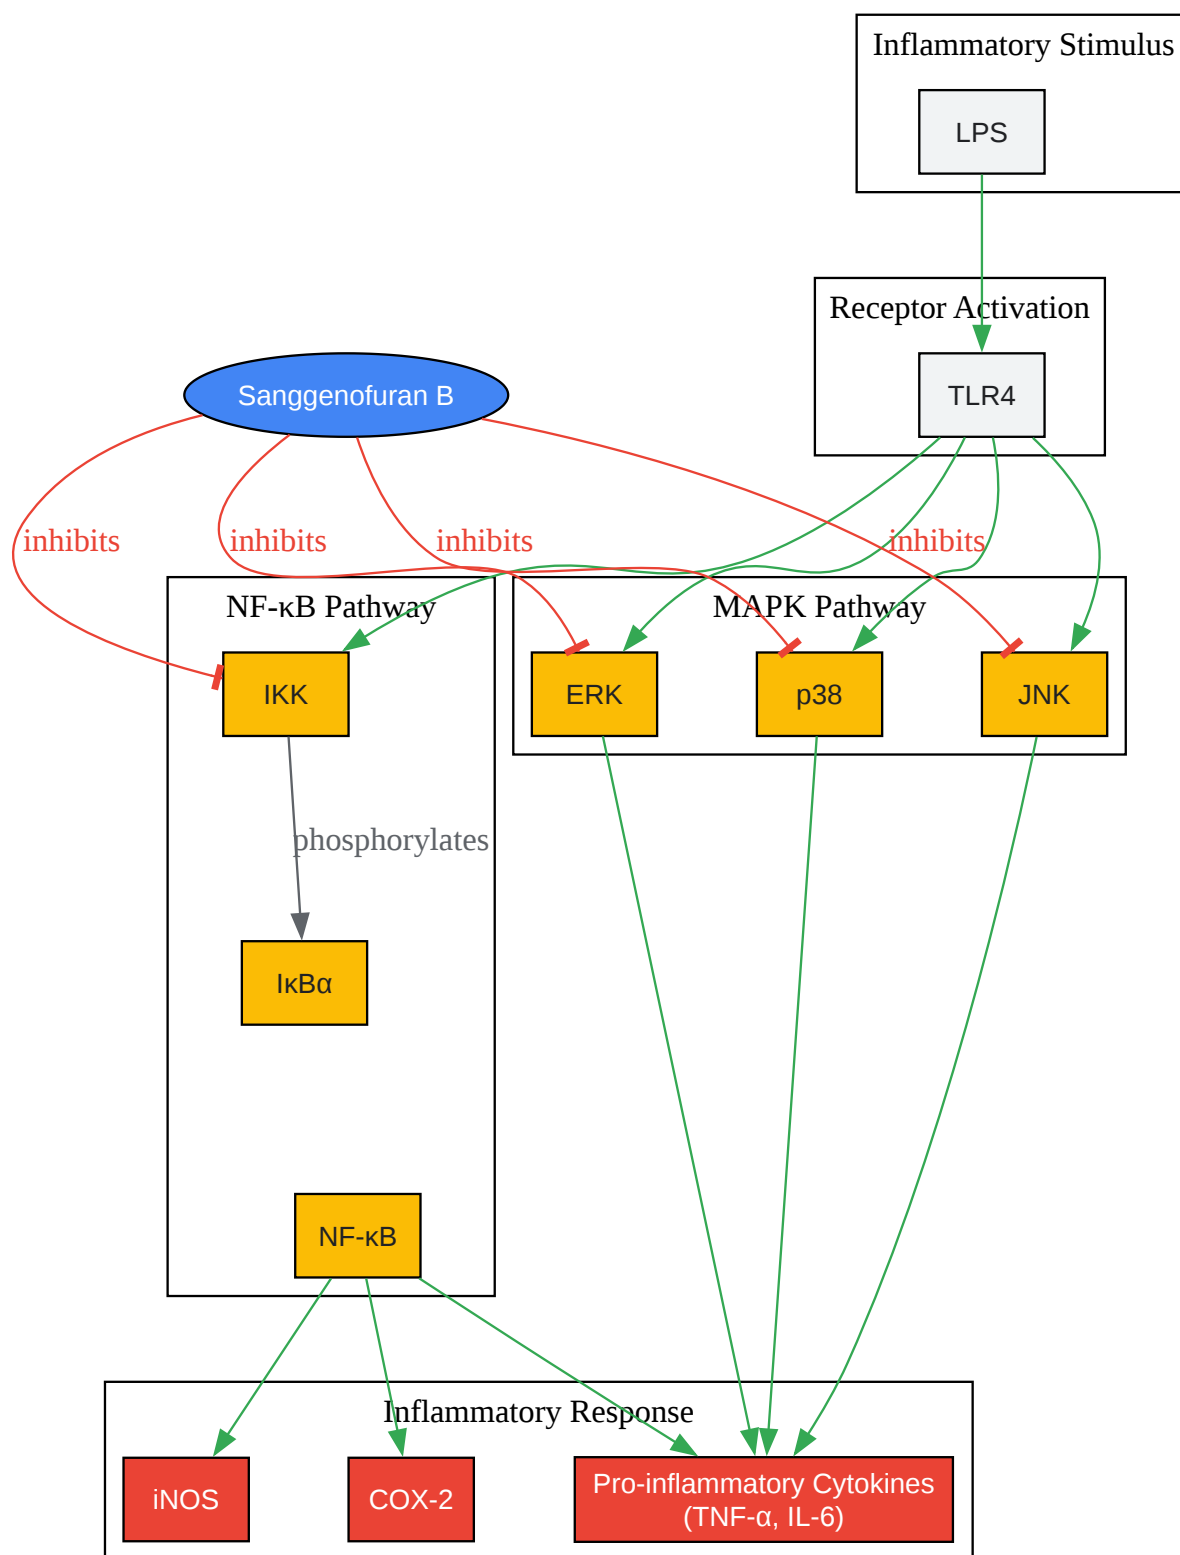 Inflammatory Stimulus
LPS
Receptor Activation
TLR4
Sanggenofuran B
inhibits
inhibits
inhibits
inhibits
NF-κB Pathway
MAPK Pathway
IKK
ERK
p38
JNK
phosphorylates
IκBα
NF-κB
Inflammatory Response
iNOS
COX-2
Pro-inflammatory Cytokines
(TNF-α, IL-6)